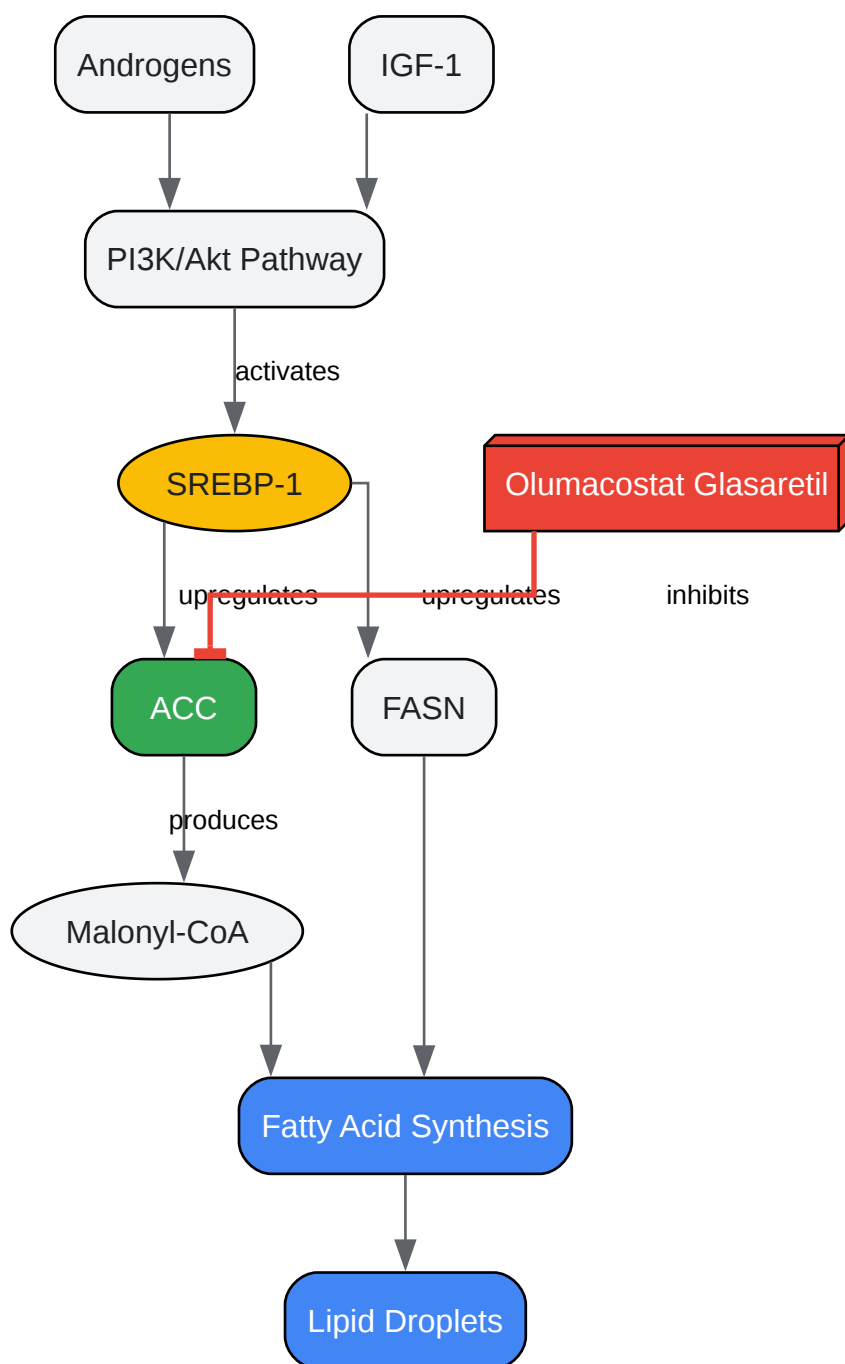 Androgens
IGF-1
PI3K/Akt Pathway
activates
SREBP-1
Olumacostat Glasaretil
upregulates
upregulates
inhibits
ACC
FASN
produces
Malonyl-CoA
Fatty Acid Synthesis
Lipid Droplets